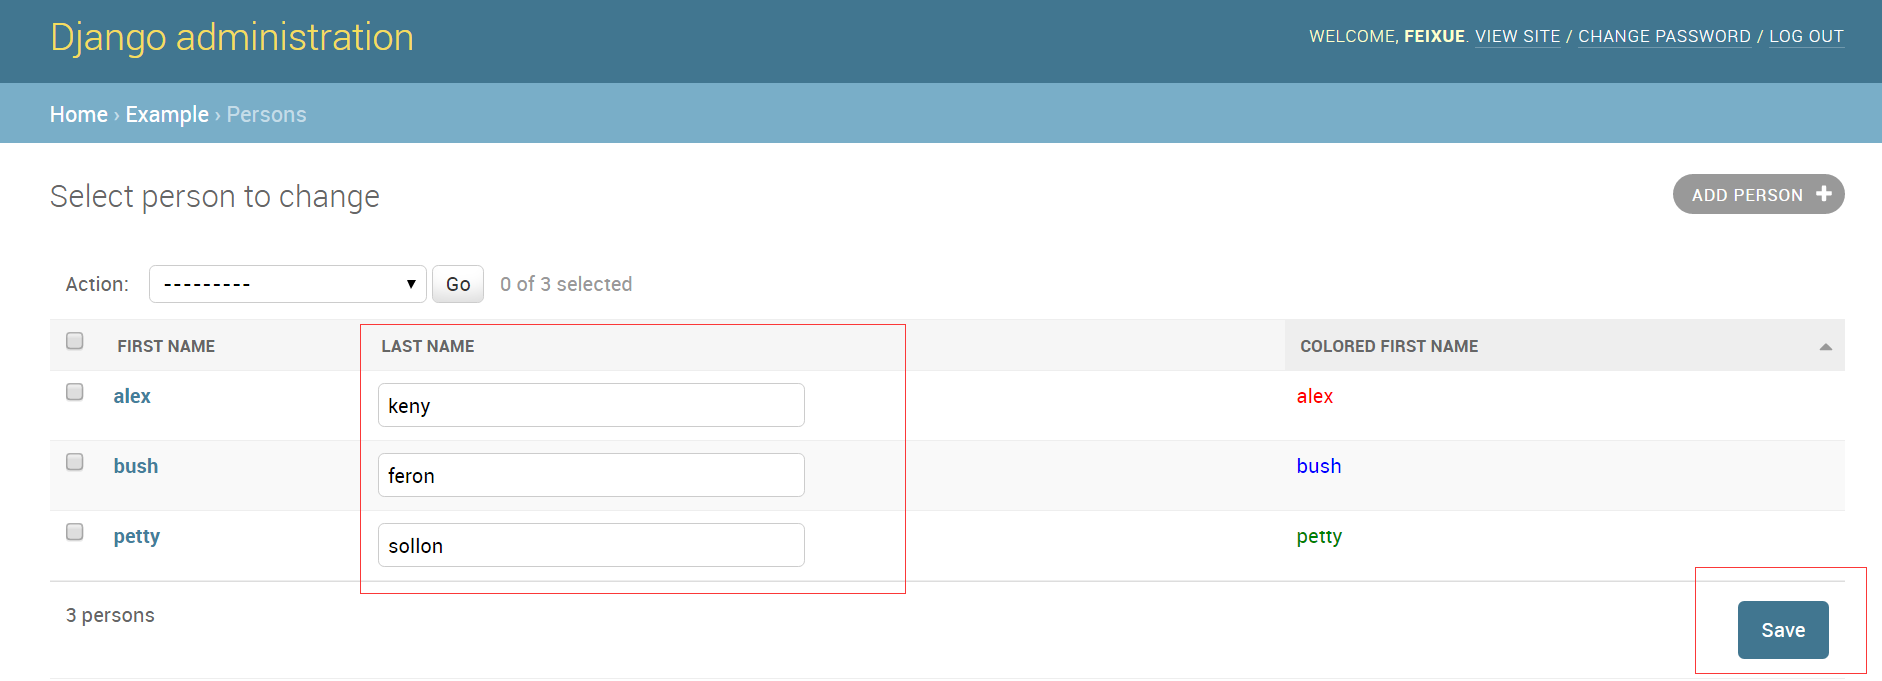 Django administration
WELCOME, FEIXUE. VIEW SITE / CHANGE PASSWORD / LOG OUT
Home › Example › Persons
Select person to change
ADD PERSON +
Action: --------- Go 0 of 3 selected
FIRST NAME LAST NAME COLORED FIRST NAME
alex keny alex
bush feron bush
petty sollon petty
3 persons
Save